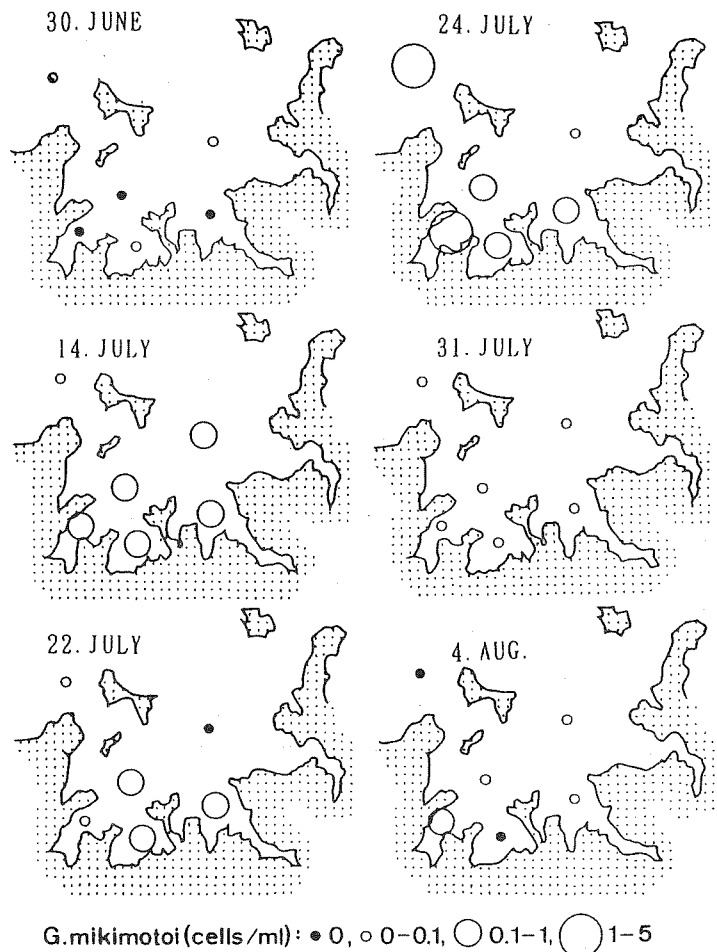 30. JUNE
24. JULY
14. JULY
31. JULY
22. JULY
4. AUG.
G.mikimotoi (cells/ml): 0, 0-0.1, 0.1-1, 1-5